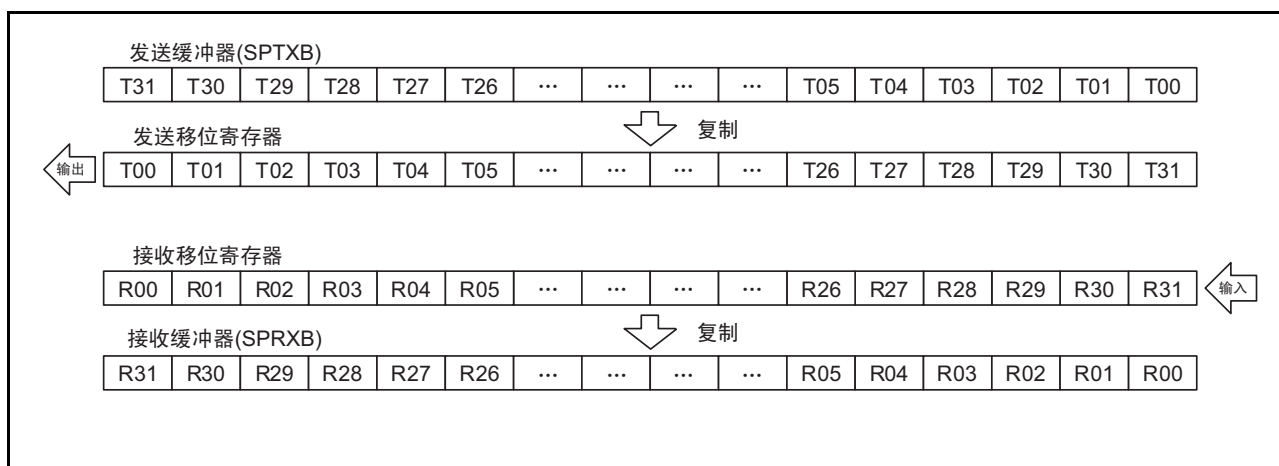 发送缓冲器(SPTXB)
T31 T30 T29 T28 T27 T26 … … … … T05 T04 T03 T02 T01 T00
复制
发送移位寄存器
输出 T00 T01 T02 T03 T04 T05 … … … … T26 T27 T28 T29 T30 T31
接收移位寄存器
R00 R01 R02 R03 R04 R05 … … … … R26 R27 R28 R29 R30 R31 输入
复制
接收缓冲器(SPRXB)
R31 R30 R29 R28 R27 R26 … … … … R05 R04 R03 R02 R01 R00